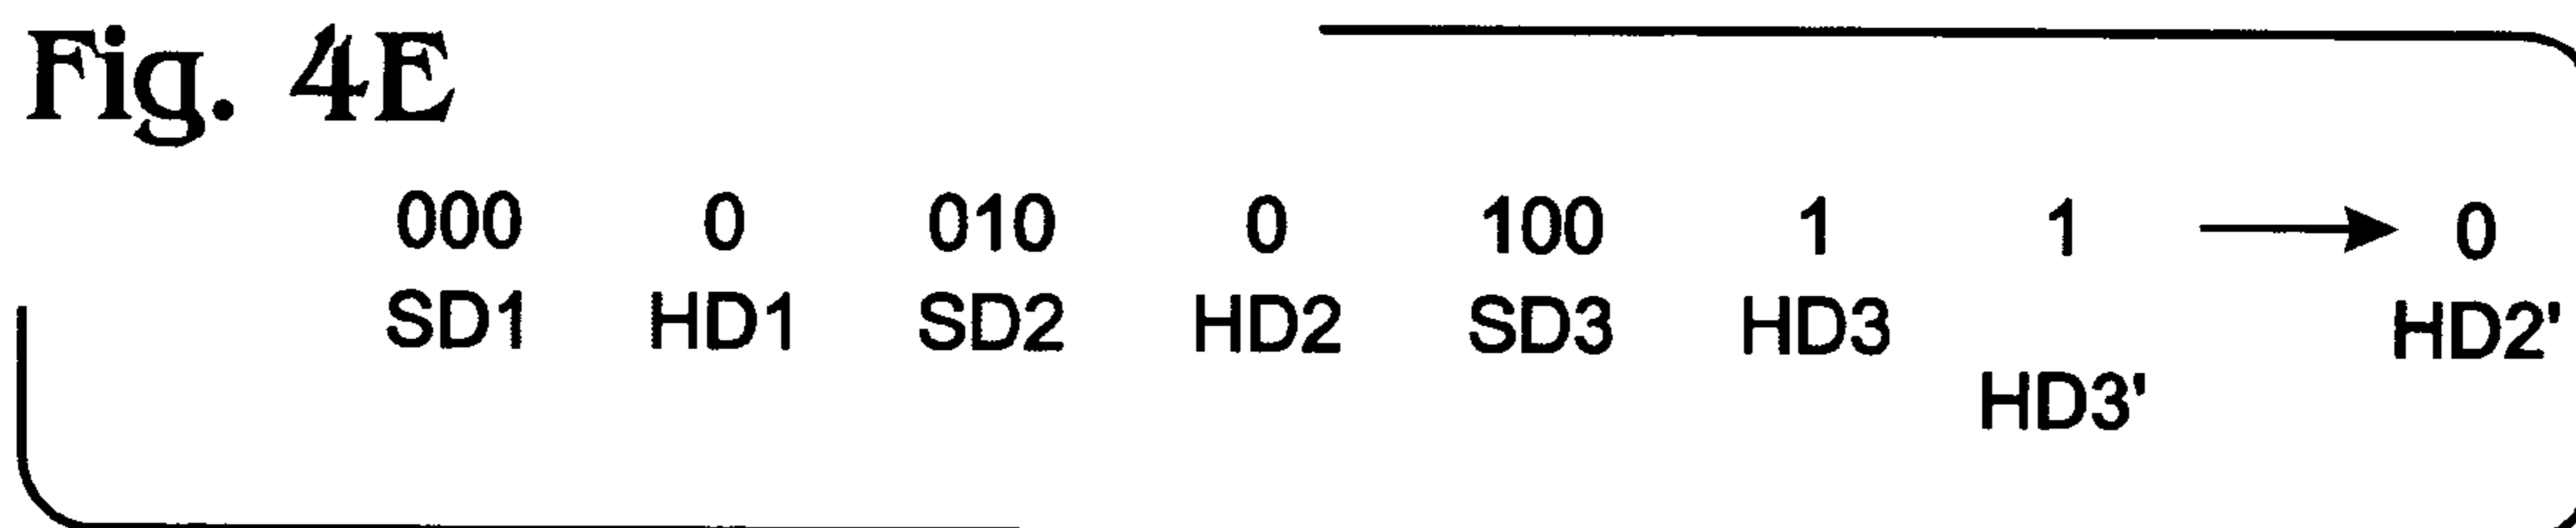 Fig. 4E
000 0 010 0 100 1 1 0
SD1 HD1 SD2 HD2 SD3 HD3 HD2'
HD3'